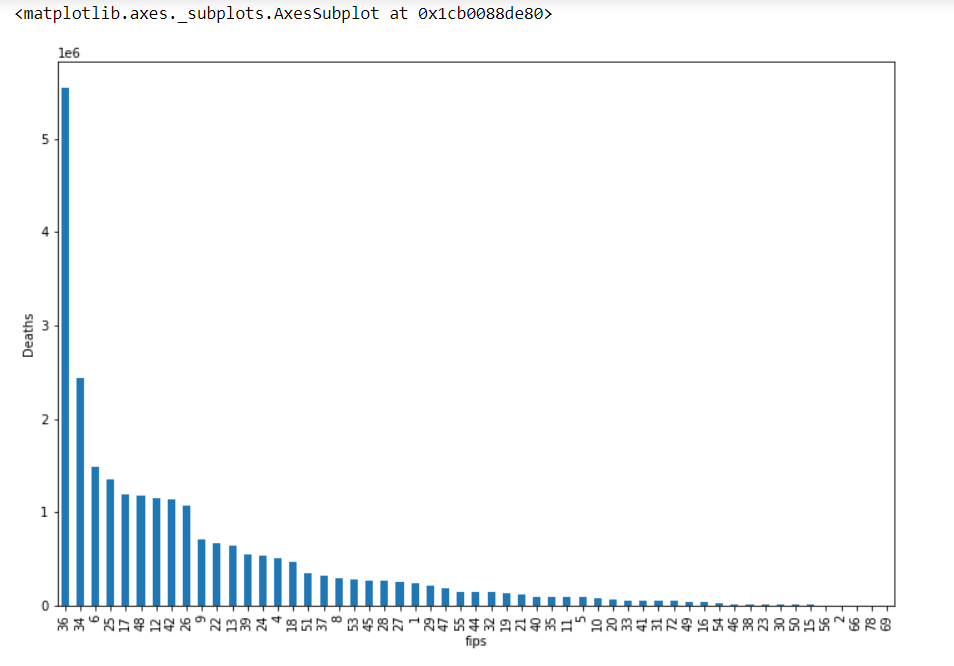 <matplotlib.axes._subplots.AxesSubplot at 0x1cb0088de80>
1e6
5
4
3
2
1
0
Deaths
36 34 6 25 17 48 12 42 26 9 22 13 39 24 4 18 51 37 8 53 45 28 27 1 29 47 55 44 32 19 21 40 35 11 5 10 20 33 41 31 72 49 16 54 46 38 23 30 50 15 56 2 66 78 69
fips